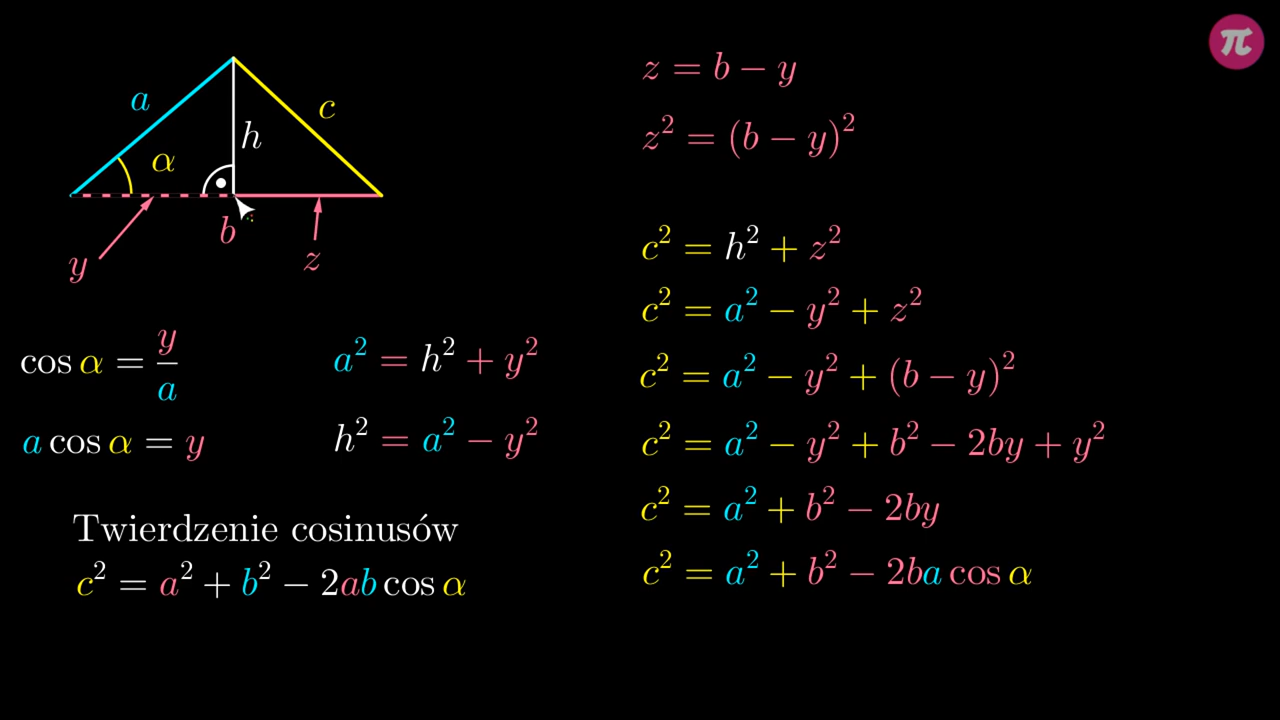 π
a
c
h
α
b
y
z
z = b − y
z² = (b − y)²
c² = h² + z²
c² = a² − y² + z²
c² = a² − y² + (b − y)²
c² = a² − y² + b² − 2by + y²
c² = a² + b² − 2by
c² = a² + b² − 2ba cos α
cos α = y/a
a cos α = y
a² = h² + y²
h² = a² − y²
Twierdzenie cosinusów
c² = a² + b² − 2ab cos α